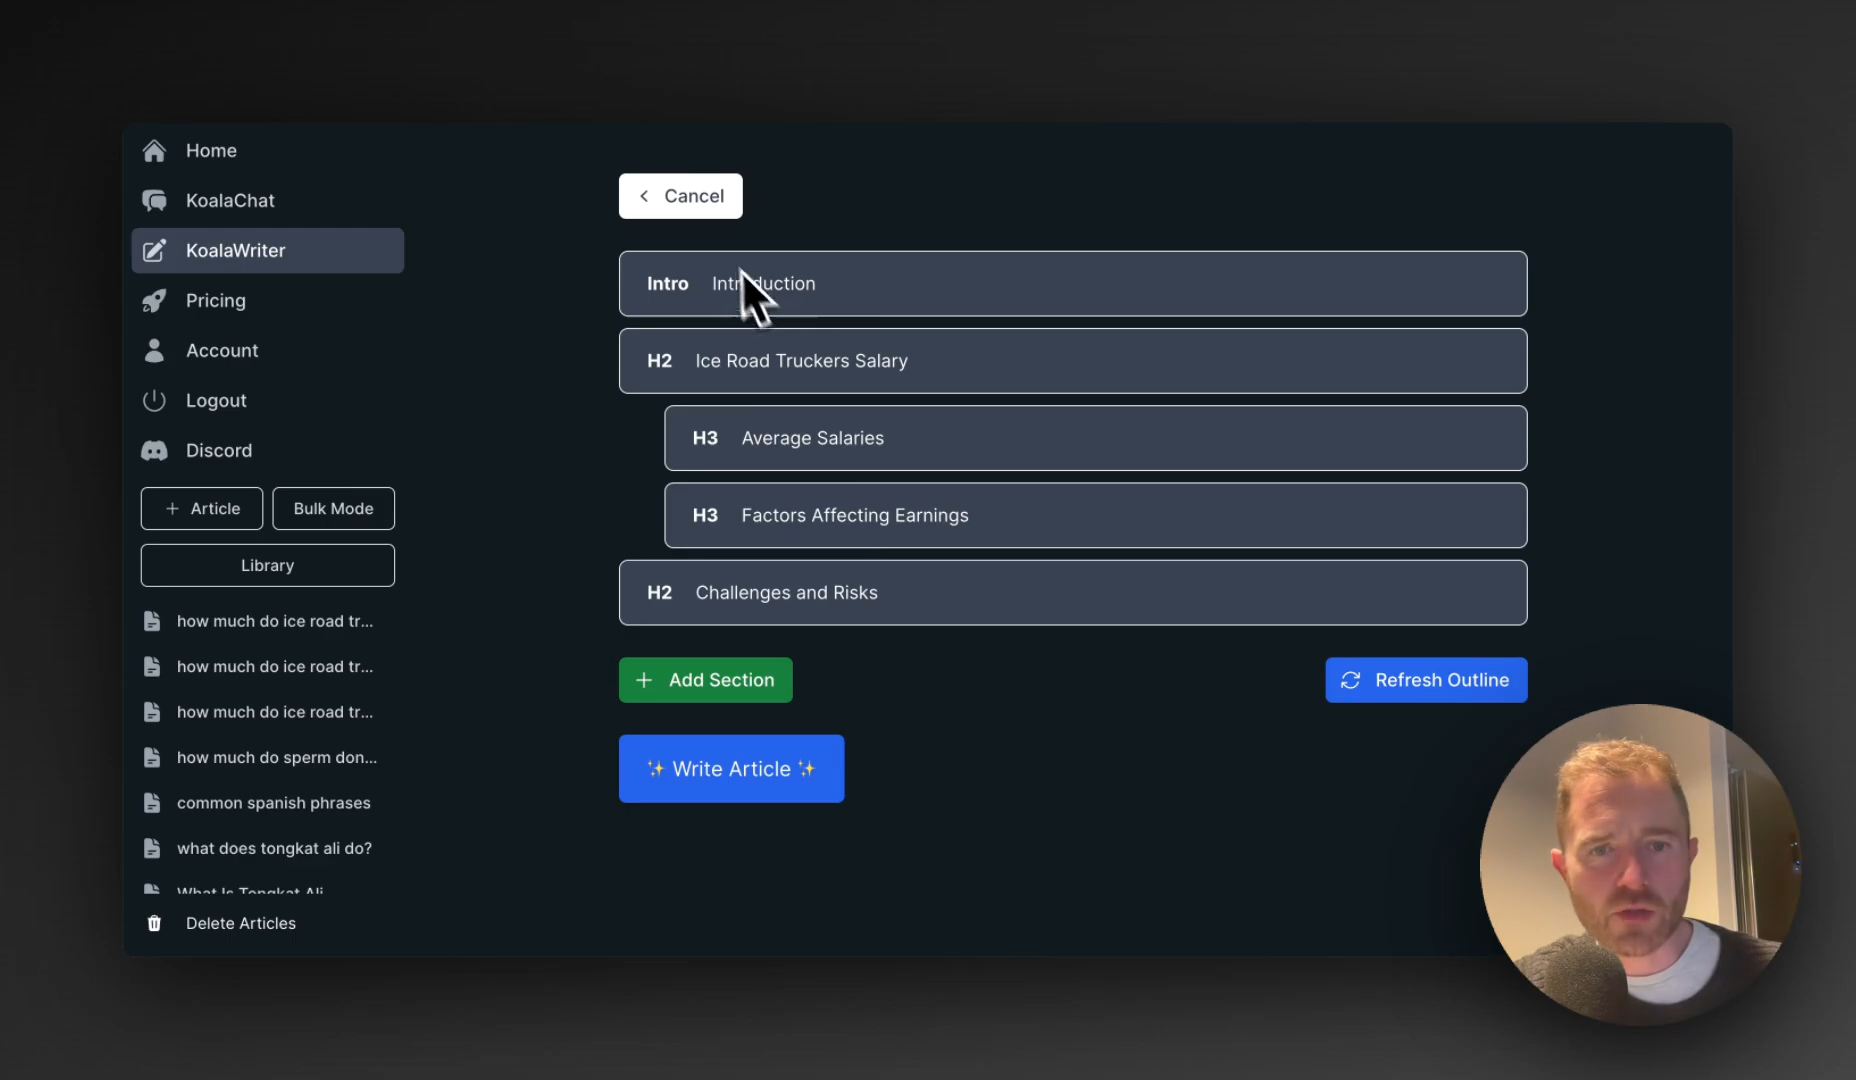 Home
KoalaChat
KoalaWriter
Pricing
Account
Logout
Discord
+ Article
Bulk Mode
Library
how much do ice road tr...
how much do ice road tr...
how much do ice road tr...
how much do sperm don...
common spanish phrases
what does tongkat ali do?
What Is Tongkat Ali
Delete Articles
< Cancel
Intro Introduction
H2 Ice Road Truckers Salary
H3 Average Salaries
H3 Factors Affecting Earnings
H2 Challenges and Risks
+ Add Section
Refresh Outline
✨ Write Article ✨